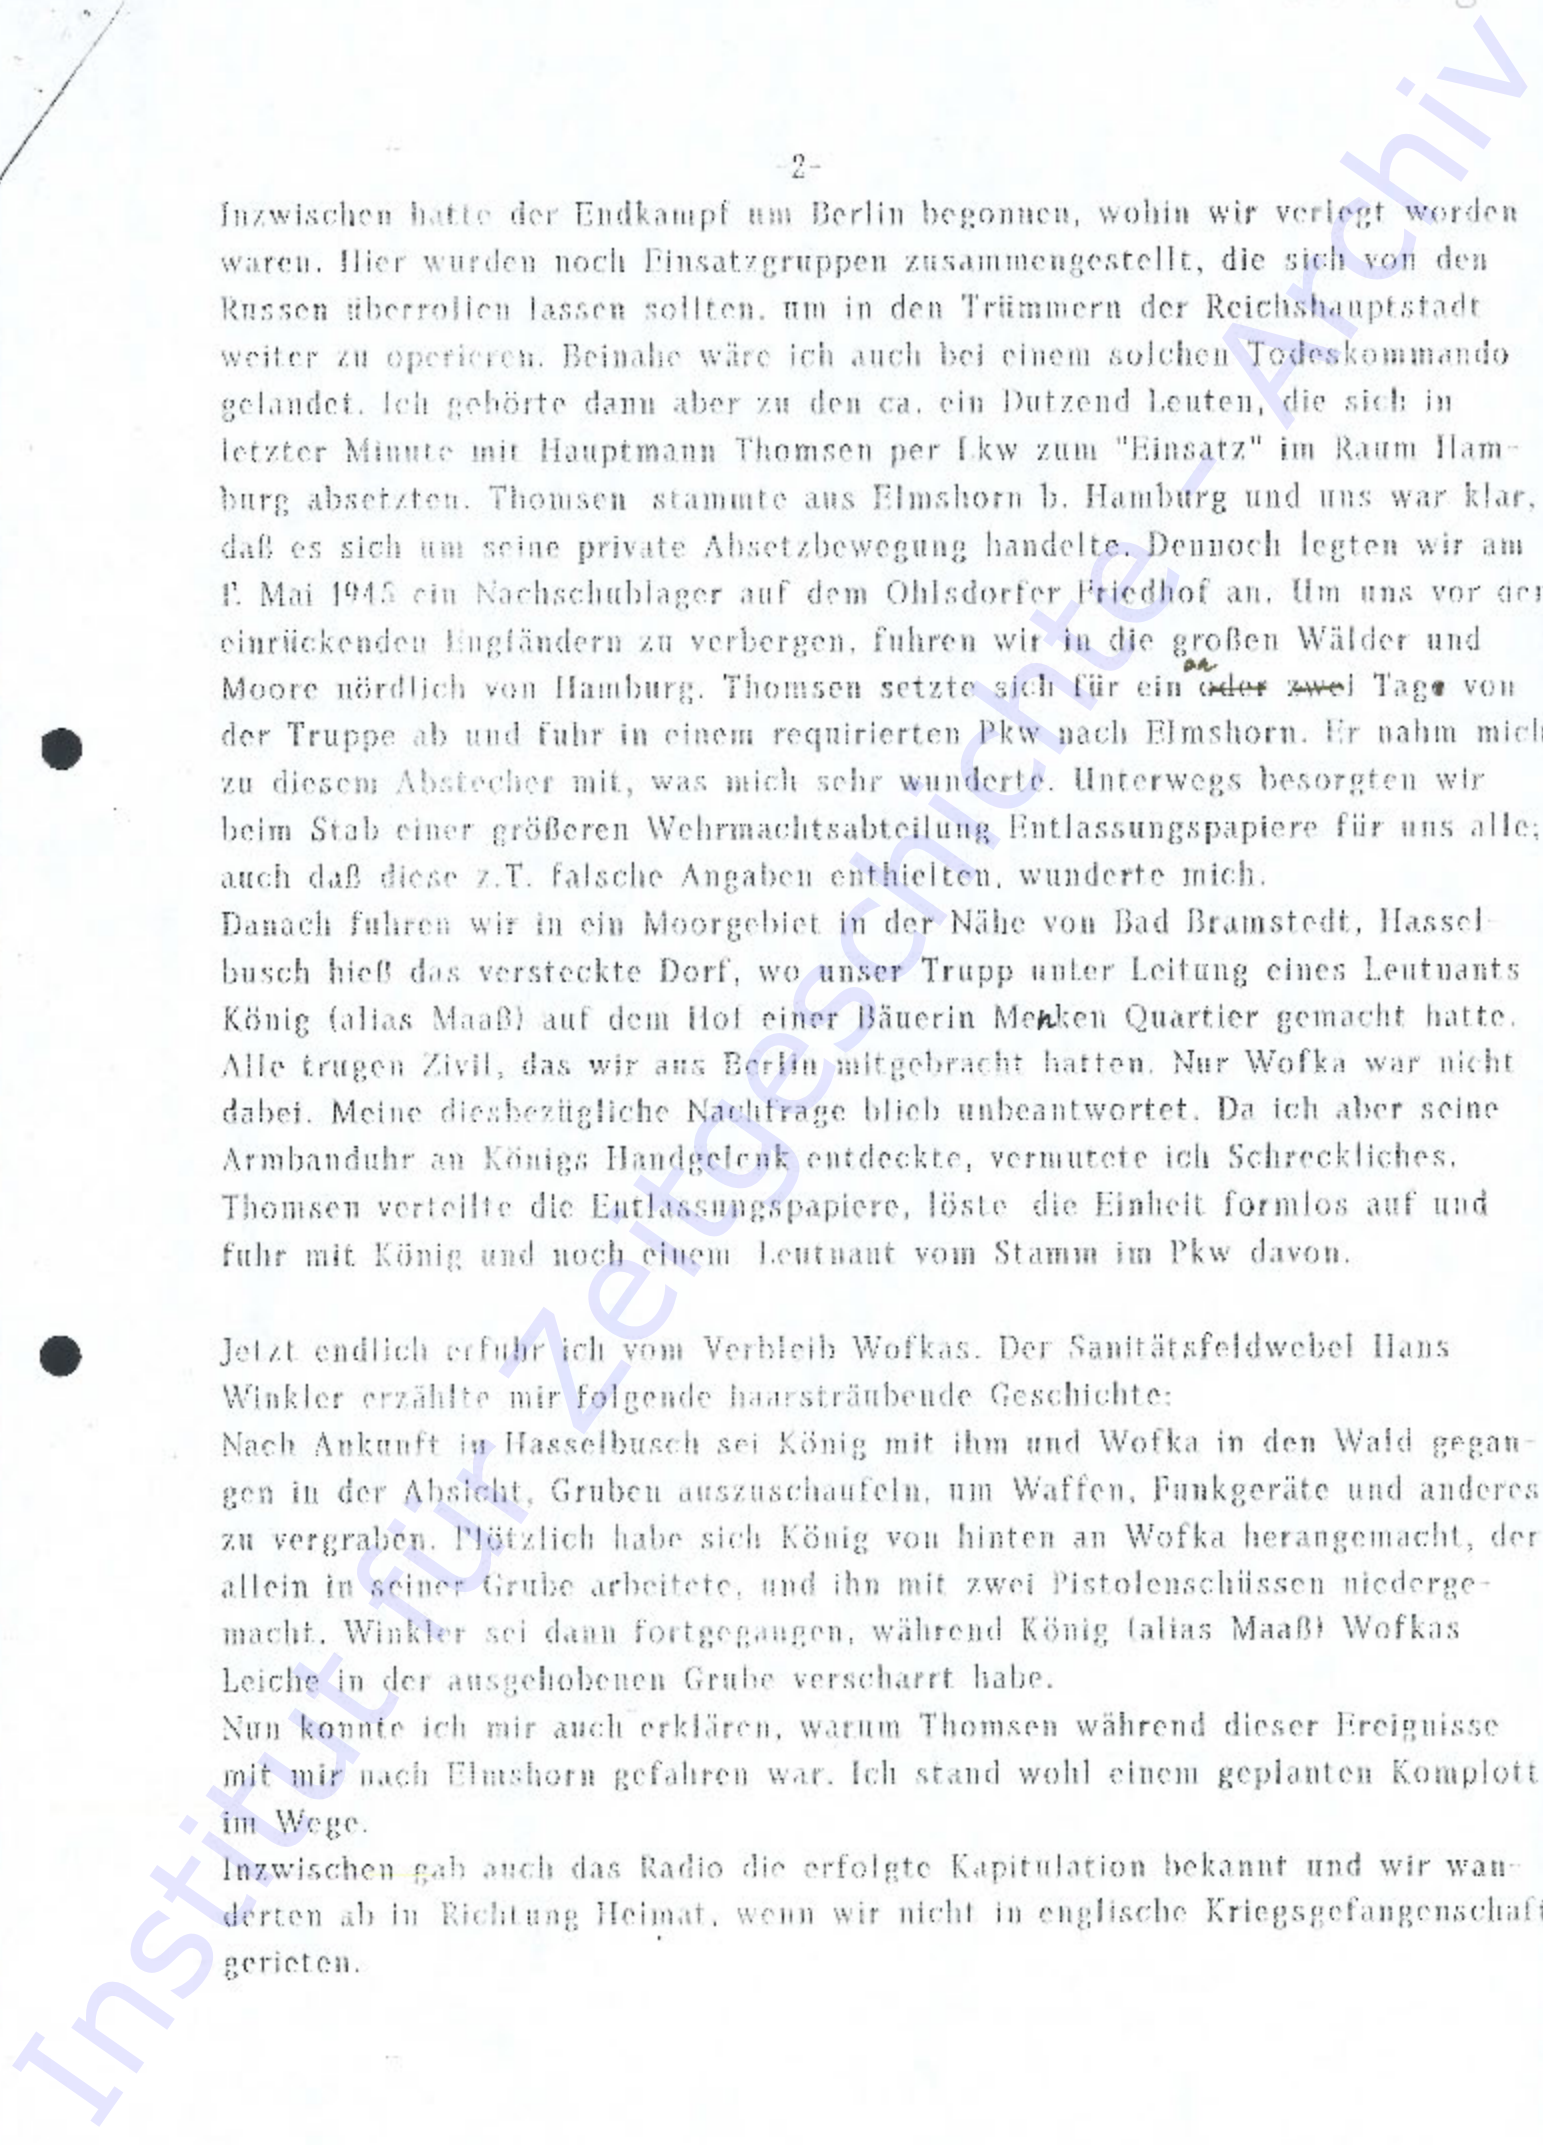 -2-
Inzwischen hatte der Endkampf um Berlin begonnen, wohin wir verlegt worden
waren. Hier wurden noch Einsatzgruppen zusammengestellt, die sich von den
Russen überrollen lassen sollten, um in den Trümmern der Reichshauptstadt
weiter zu operieren. Beinahe wäre ich auch bei einem solchen Todeskommando
gelandet. Ich gehörte dann aber zu den ca. ein Dutzend Leuten, die sich in
letzter Minute mit Hauptmann Thomsen per Lkw zum "Einsatz" im Raum Ham-
burg absetzten. Thomsen stammte aus Elmshorn b. Hamburg und uns war klar,
daß es sich um seine private Absetzbewegung handelte. Dennoch legten wir am
1. Mai 1945 ein Nachschublager auf dem Ohlsdorfer Friedhof an. Um uns vor den
einrückenden Engländern zu verbergen, fuhren wir in die großen Wälder und
Moore nördlich von Hamburg. Thomsen setzte sich für einen oder zwei Tage von
der Truppe ab und fuhr in einem requirierten Pkw nach Elmshorn. Er nahm mich
zu diesem Abstecher mit, was mich sehr wunderte. Unterwegs besorgten wir
beim Stab einer größeren Wehrmachtsabteilung Entlassungspapiere für uns alle;
auch daß diese z.T. falsche Angaben enthielten, wunderte mich.
Danach fuhren wir in ein Moorgebiet in der Nähe von Bad Bramstedt, Hassel-
busch hieß das versteckte Dorf, wo unser Trupp unter Leitung eines Leutnants
König (alias Maaß) auf dem Hof einer Bäuerin Menken Quartier gemacht hatte.
Alle trugen Zivil, das wir aus Berlin mitgebracht hatten. Nur Wofka war nicht
dabei. Meine diesbezügliche Nachfrage blieb unbeantwortet. Da ich aber seine
Armbanduhr an Königs Handgelenk entdeckte, vermutete ich Schreckliches.
Thomsen verteilte die Entlassungspapiere, löste die Einheit formlos auf und
fuhr mit König und noch einem Leutnant vom Stamm im Pkw davon.
Jetzt endlich erfuhr ich vom Verbleib Wofkas. Der Sanitätsfeldwebel Hans
Winkler erzählte mir folgende haarsträubende Geschichte:
Nach Ankunft in Hasselbusch sei König mit ihm und Wofka in den Wald gegan-
gen in der Absicht, Gruben auszuschaufeln, um Waffen, Funkgeräte und anderes
zu vergraben. Plötzlich habe sich König von hinten an Wofka herangemacht, der
allein in seiner Grube arbeitete, und ihn mit zwei Pistolenschüssen niederge-
macht. Winkler sei dann fortgegangen, während König (alias Maaß) Wofkas
Leiche in der ausgehobenen Grube verscharrt habe.
Nun konnte ich mir auch erklären, warum Thomsen während dieser Ereignisse
mit mir nach Elmshorn gefahren war. Ich stand wohl einem geplanten Komplott
im Wege.
Inzwischen gab auch das Radio die erfolgte Kapitulation bekannt und wir wan-
derten ab in Richtung Heimat, wenn wir nicht in englische Kriegsgefangenschaft
gerieten.
Institut für Zeitgeschichte - Archiv